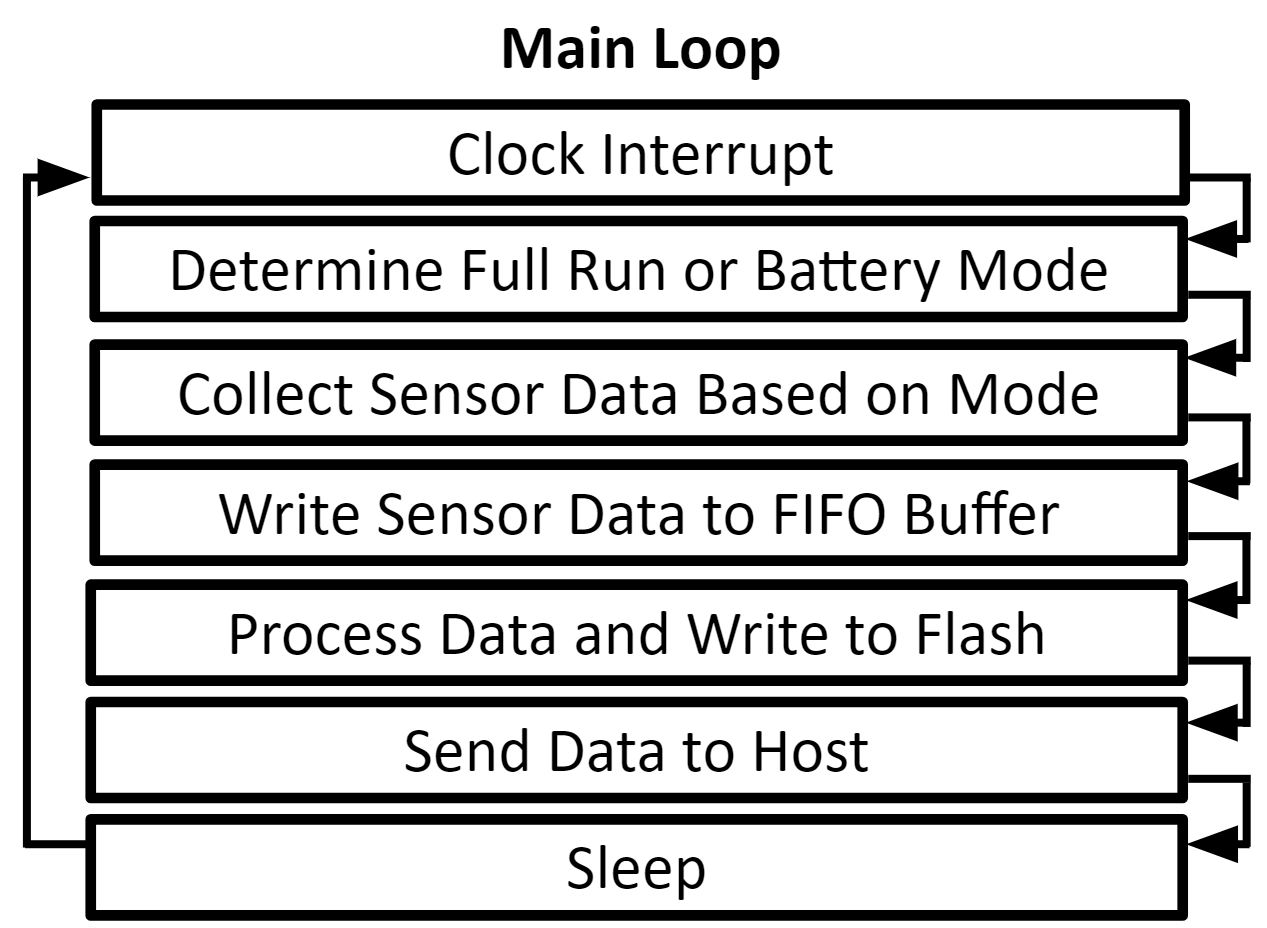 Main Loop
Clock Interrupt
Determine Full Run or Battery Mode
Collect Sensor Data Based on Mode
Write Sensor Data to FIFO Buffer
Process Data and Write to Flash
Send Data to Host
Sleep